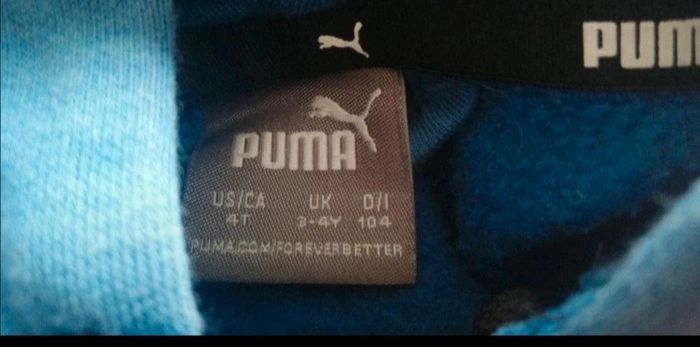 PUM
PUMA
US/CA UK D/I
4T 3-4Y 104
PUMA.COM/FOREVERBETTER